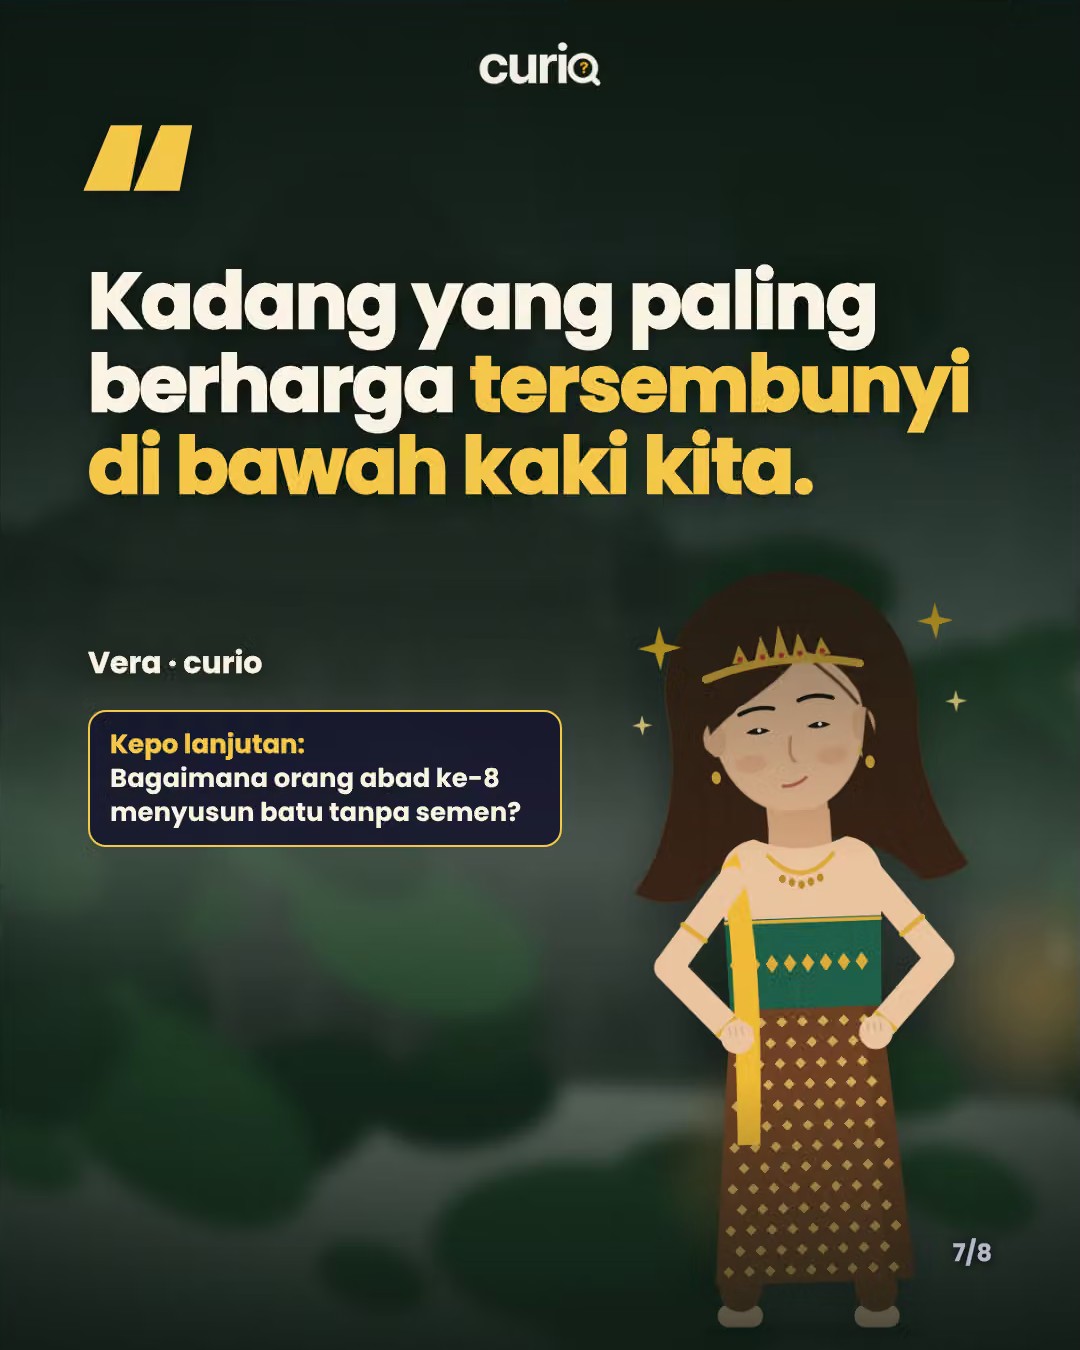 curio
Kadang yang paling
berharga tersembunyi
di bawah kaki kita.
Vera · curio
Kepo lanjutan:
Bagaimana orang abad ke-8
menyusun batu tanpa semen?
7/8